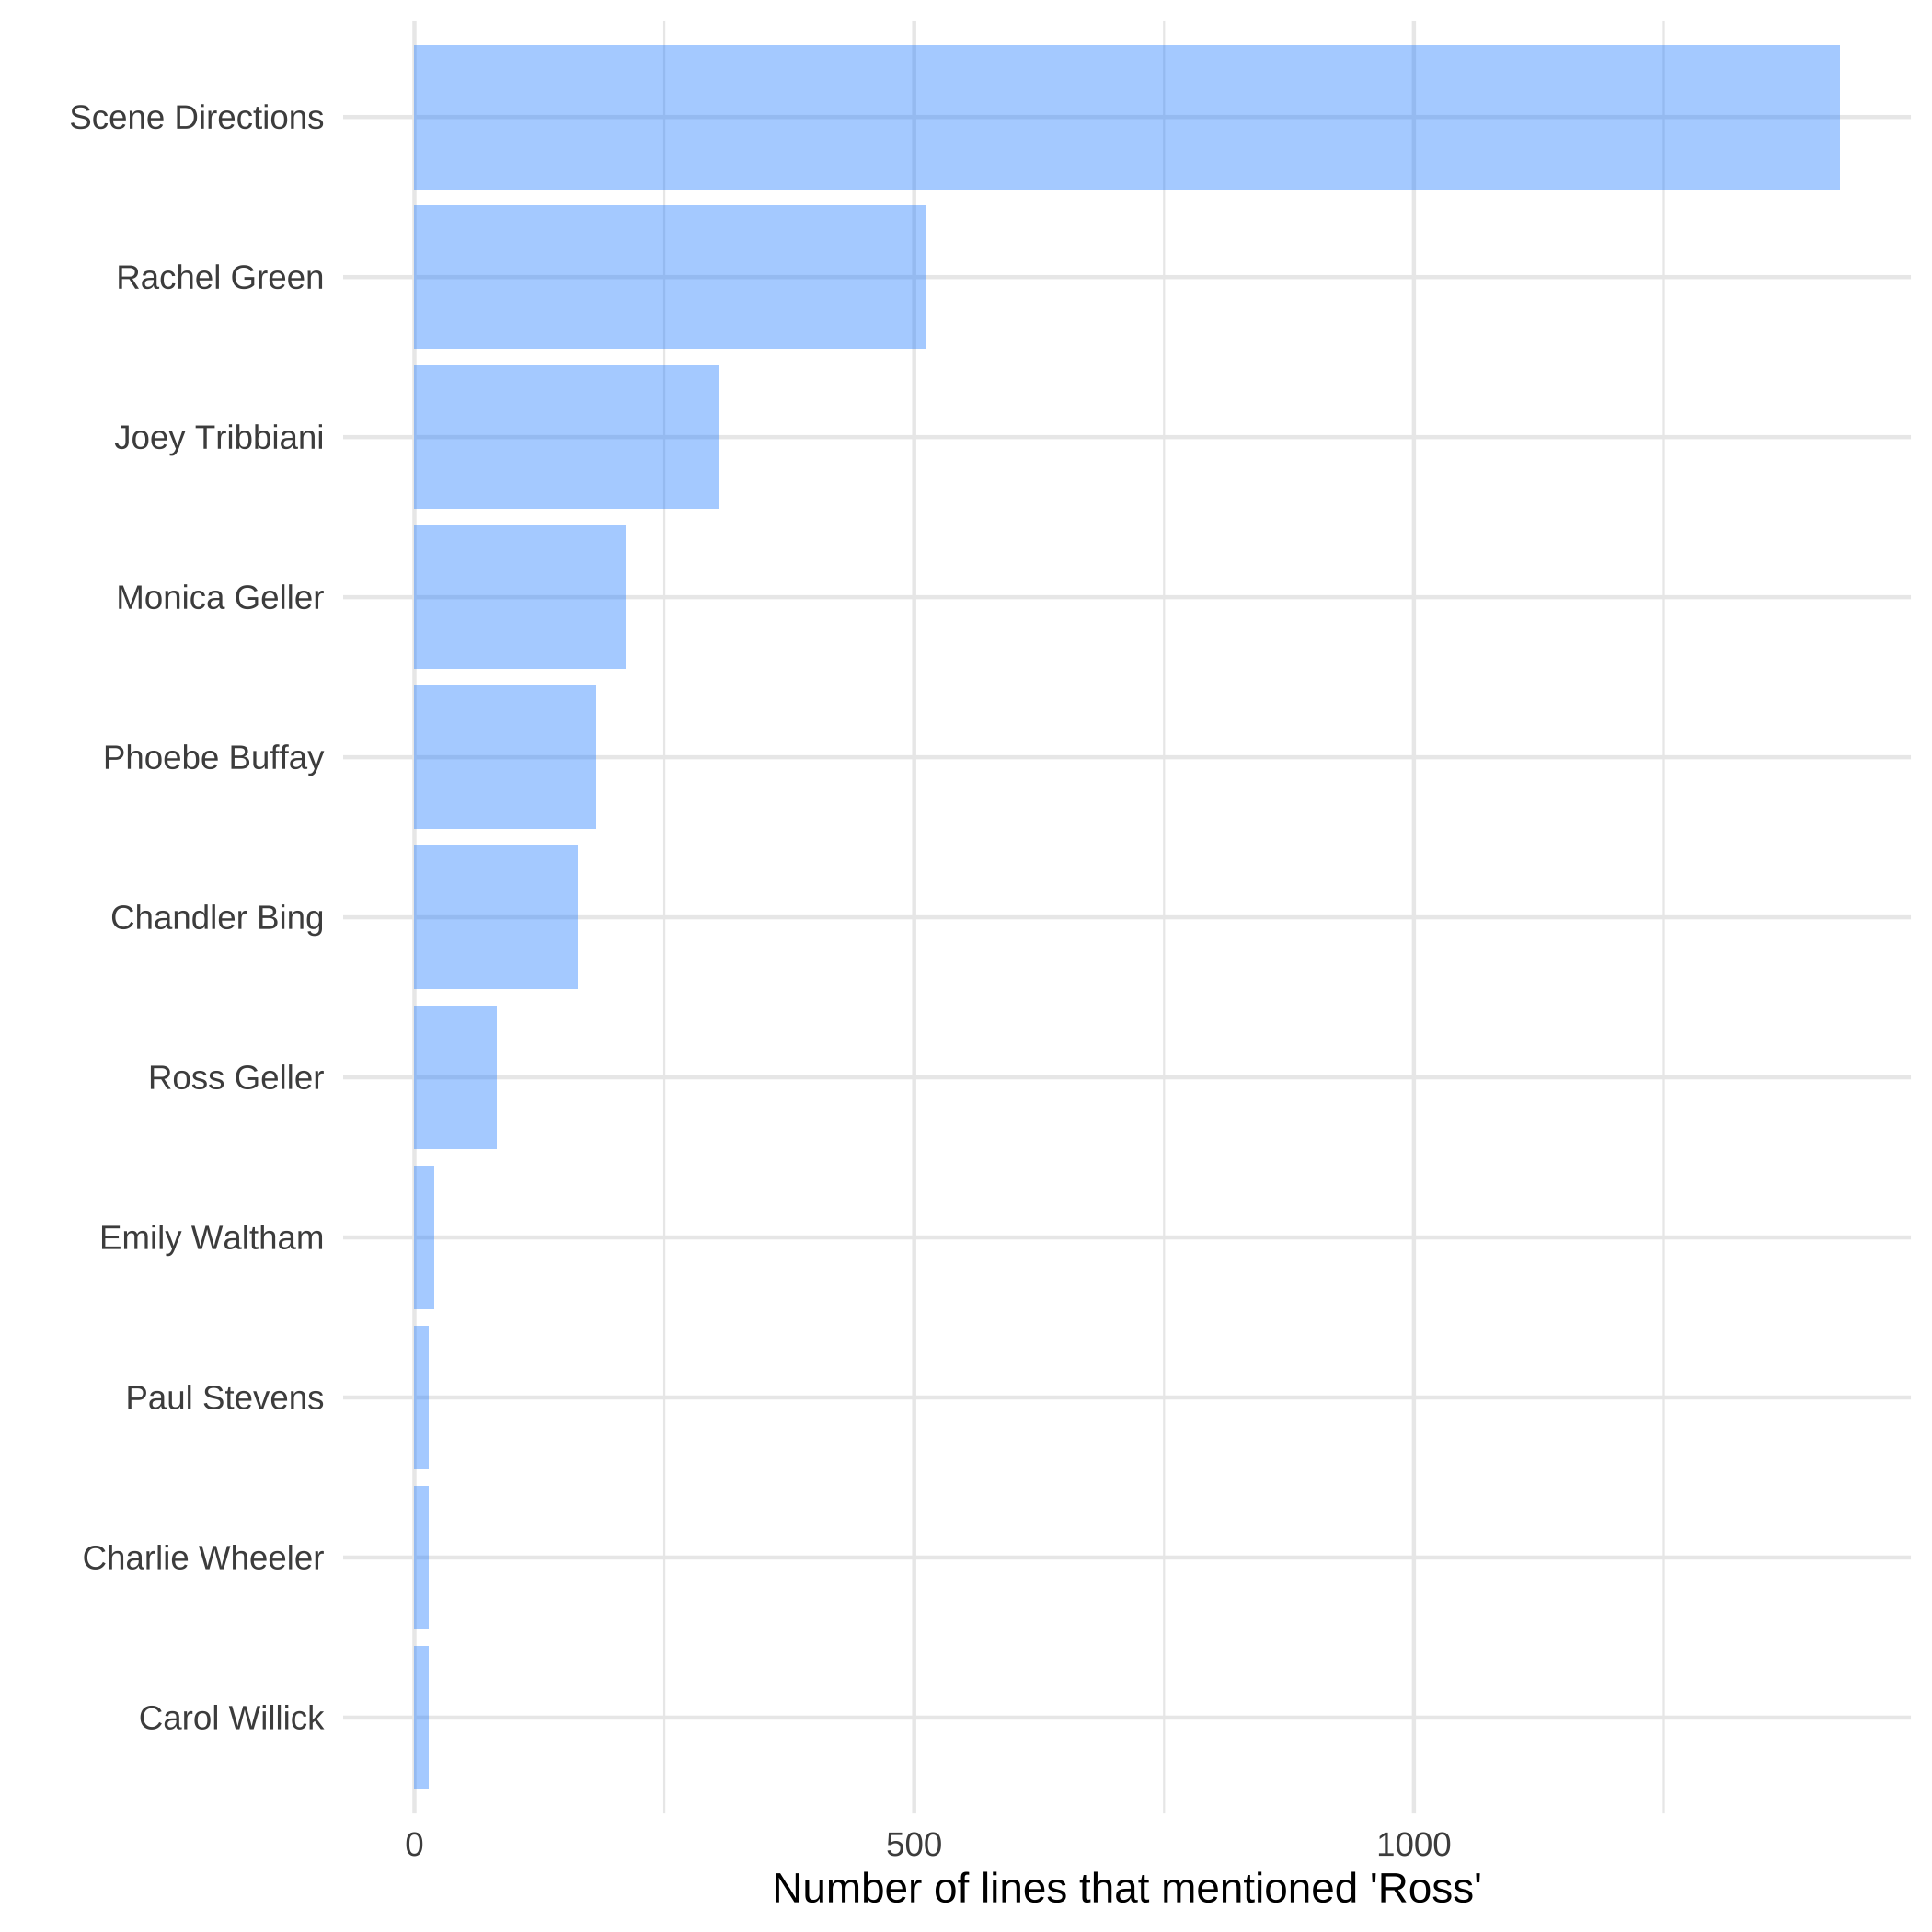 Scene Directions
Rachel Green
Joey Tribbiani
Monica Geller
Phoebe Buffay
Chandler Bing
Ross Geller
Emily Waltham
Paul Stevens
Charlie Wheeler
Carol Willick
0 500 1000
Number of lines that mentioned 'Ross'